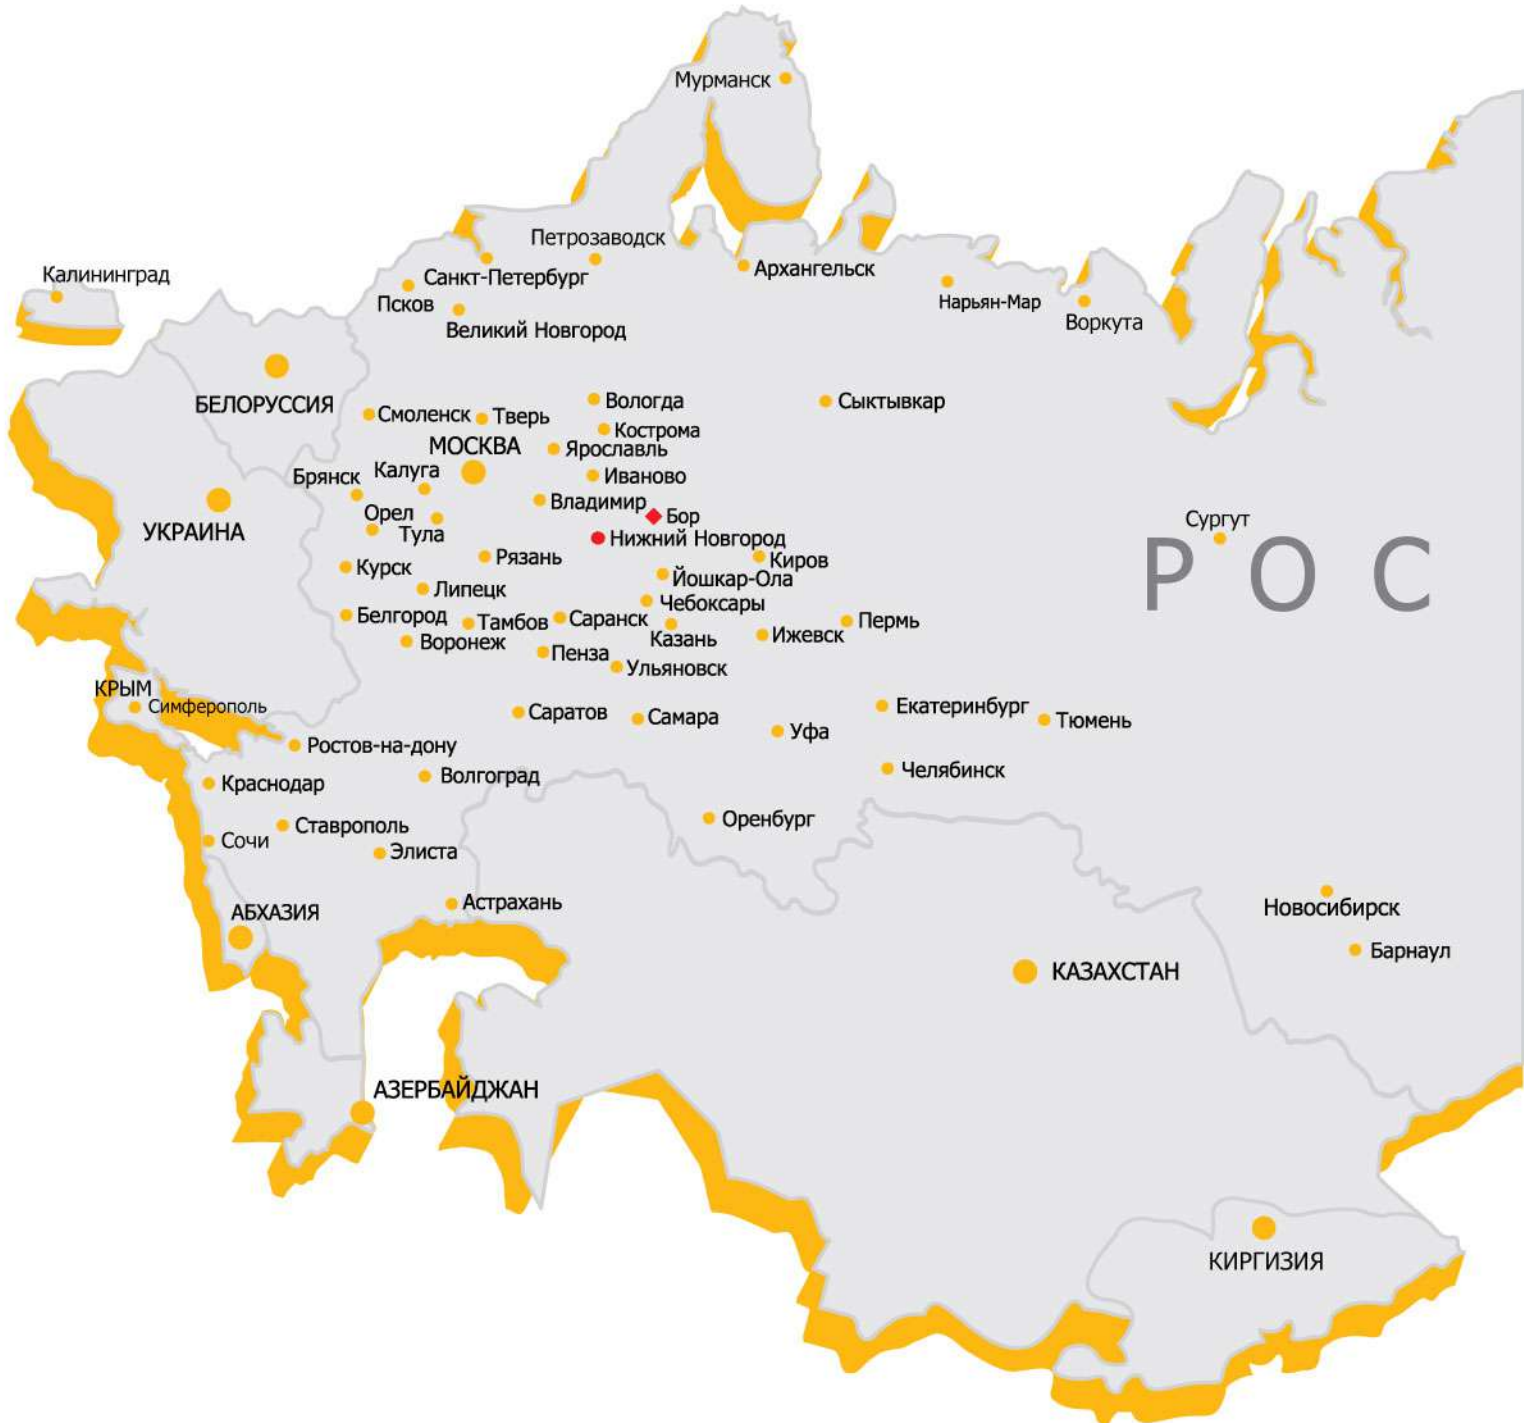 Мурманск
Петрозаводск
Калининград
Санкт-Петербург
Архангельск
Псков
Нарьян-Мар
Воркута
Великий Новгород
БЕЛОРУССИЯ
Вологда
Сыктывкар
Смоленск
Тверь
Кострома
МОСКВА
Ярославль
Брянск
Калуга
Иваново
Владимир
Орел
Бор
Сургут
УКРАИНА
Тула
Нижний Новгород
РОС
Рязань
Киров
Курск
Йошкар-Ола
Липецк
Чебоксары
Белгород
Тамбов
Саранск
Пермь
Воронеж
Казань
Ижевск
Пенза
Ульяновск
КРЫМ
Симферополь
Саратов
Самара
Екатеринбург
Тюмень
Уфа
Ростов-на-дону
Волгоград
Челябинск
Краснодар
Оренбург
Ставрополь
Сочи
Элиста
Астрахань
Новосибирск
АБХАЗИЯ
Барнаул
КАЗАХСТАН
АЗЕРБАЙДЖАН
КИРГИЗИЯ